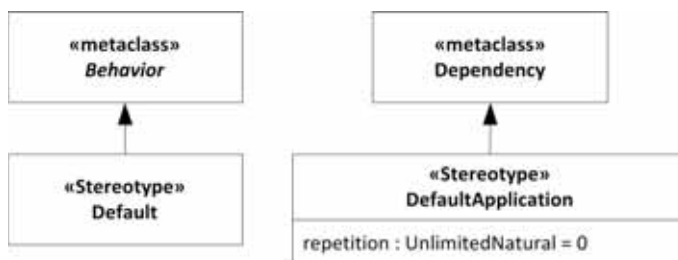 «metaclass»
Behavior
«metaclass»
Dependency
«Stereotype»
Default
«Stereotype»
DefaultApplication
repetition : UnlimitedNatural = 0